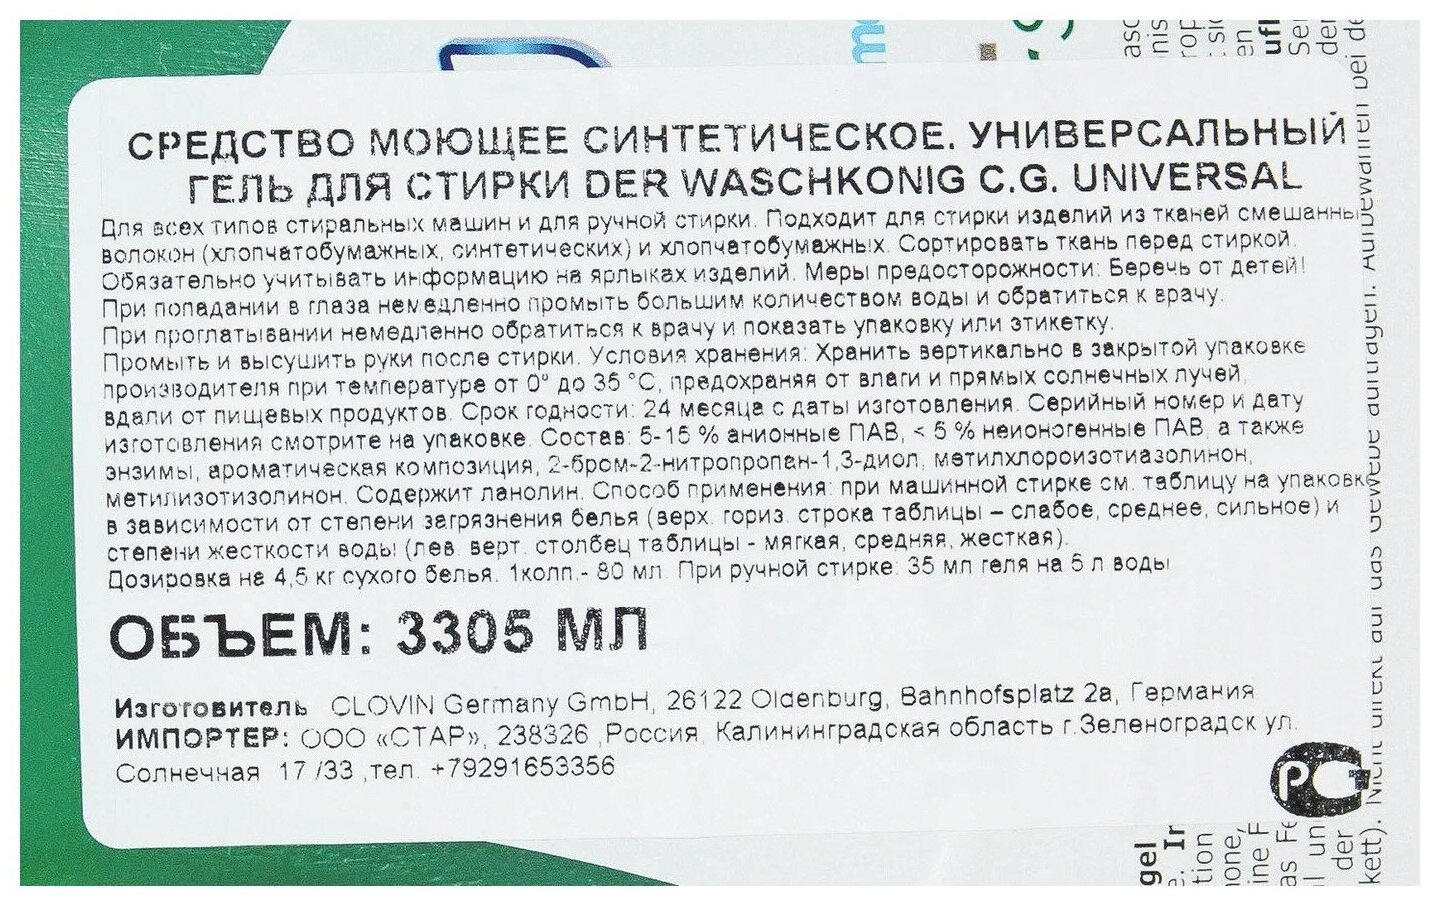 СРЕДСТВО МОЮЩЕЕ СИНТЕТИЧЕСКОЕ. УНИВЕРСАЛЬНЫЙ
ГЕЛЬ ДЛЯ СТИРКИ DER WASCHKONIG C.G. UNIVERSAL
Для всех типов стиральных машин и для ручной стирки. Подходит для стирки изделий из тканей смешанны
волокон (хлопчатобумажных, синтетических) и хлопчатобумажных. Сортировать ткань перед стиркой.
Обязательно учитывать информацию на ярлыках изделий. Меры предосторожности: Беречь от детей!
При попадании в глаза немедленно промыть большим количеством воды и обратиться к врачу.
При проглатывании немедленно обратиться к врачу и показать упаковку или этикетку.
Промыть и высушить руки после стирки. Условия хранения: Хранить вертикально в закрытой упаковке
производителя при температуре от 0° до 35 °C, предохраняя от влаги и прямых солнечных лучей,
вдали от пищевых продуктов. Срок годности: 24 месяца с даты изготовления. Серийный номер и дату
изготовления смотрите на упаковке. Состав: 5-15 % анионные ПАВ, < 5 % неионогенные ПАВ, а также
энзимы, ароматическая композиция, 2-бром-2-нитропропан-1,3-диол, метилхлороизотиазолинон,
метилизотизолинон. Содержит ланолин. Способ применения: при машинной стирке см. таблицу на упаковке
в зависимости от степени загрязнения белья (верх. гориз. строка таблицы – слабое, среднее, сильное) и
степени жесткости воды (лев. верт. столбец таблицы - мягкая, средняя, жесткая).
Дозировка на 4,5 кг сухого белья. 1колп.- 80 мл. При ручной стирке: 35 мл геля на 5 л воды
ОБЪЕМ: 3305 МЛ
Изготовитель CLOVIN Germany GmbH, 26122 Oldenburg, Bahnhofsplatz 2a, Германия
ИМПОРТЕР: ООО «СТАР», 238326 ,Россия, Калининградская область г.Зеленоградск ул.
Солнечная 17 /33 ,тел. +79291653356
РСТ